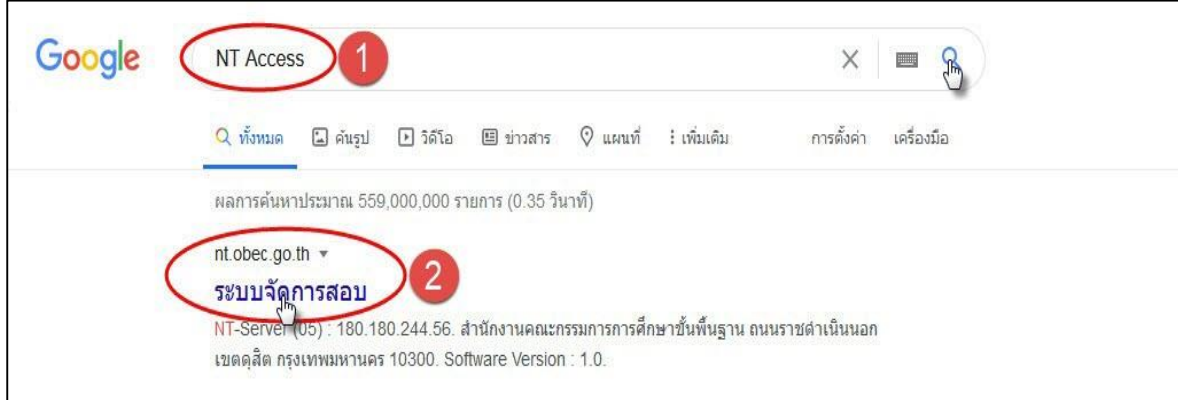 Google NT Access 1
ทั้งหมด ค้นรูป วิดีโอ ข่าวสาร แผนที่ เพิ่มเติม การตั้งค่า เครื่องมือ
ผลการค้นหาประมาณ 559,000,000 รายการ (0.35 วินาที)
nt.obec.go.th
ระบบจัดการสอบ 2
NT-Server (05) : 180.180.244.56. สำนักงานคณะกรรมการการศึกษาขั้นพื้นฐาน ถนนราชดำเนินนอก
เขตดุสิต กรุงเทพมหานคร 10300. Software Version : 1.0.